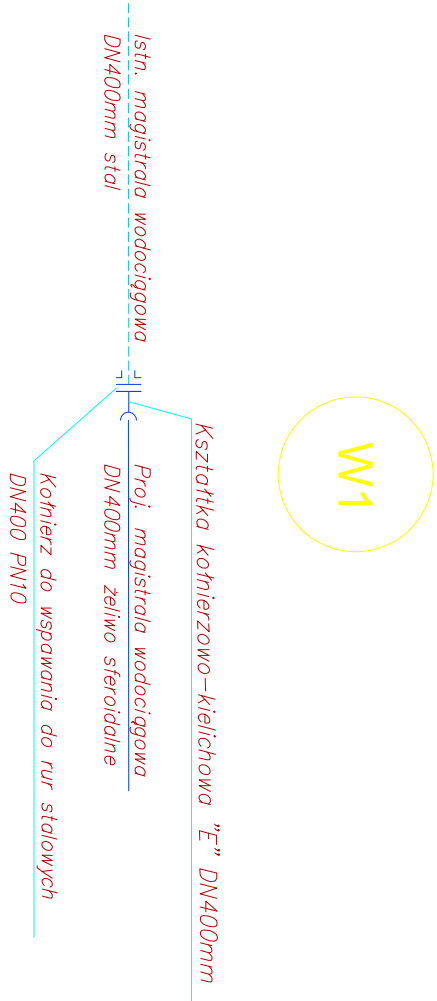 W1
Kształtka kołnierzowo-kielichowa "E" DN400mm
Istn. magistrala wodociągowa
DN400mm stal
Proj. magistrala wodociągowa
DN400mm żeliwo sferoidalne
Kołnierz do wspawania do rur stalowych
DN400 PN10